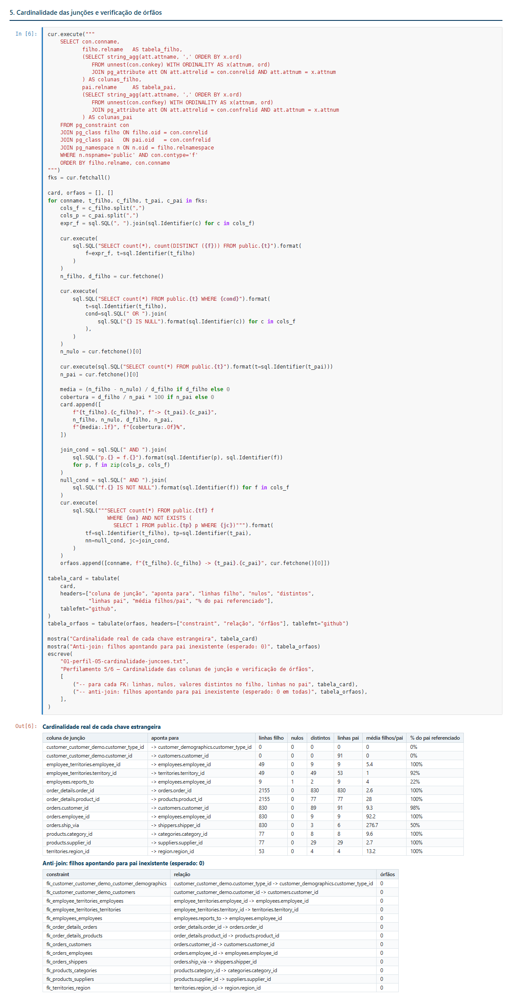 5. Cardinalidade das junções e verificação de órfãos
In [6]:
cur.execute("""
    SELECT con.conname,
           filho.relname   AS tabela_filho,
           (SELECT string_agg(att.attname, ',' ORDER BY x.ord)
              FROM unnest(con.conkey) WITH ORDINALITY AS x(attnum, ord)
              JOIN pg_attribute att ON att.attrelid = con.conrelid AND att.attnum = x.attnum
           ) AS colunas_filho,
           pai.relname     AS tabela_pai,
           (SELECT string_agg(att.attname, ',' ORDER BY x.ord)
              FROM unnest(con.confkey) WITH ORDINALITY AS x(attnum, ord)
              JOIN pg_attribute att ON att.attrelid = con.confrelid AND att.attnum = x.attnum
           ) AS colunas_pai
    FROM pg_constraint con
    JOIN pg_class filho ON filho.oid = con.conrelid
    JOIN pg_class pai   ON pai.oid   = con.confrelid
    JOIN pg_namespace n ON n.oid = filho.relnamespace
    WHERE n.nspname='public' AND con.contype='f'
    ORDER BY filho.relname, con.conname
""")
fks = cur.fetchall()

card, orfaos = [], []
for conname, t_filho, c_filho, t_pai, c_pai in fks:
    cols_f = c_filho.split(",")
    cols_p = c_pai.split(",")
    expr_f = sql.SQL(", ").join(sql.Identifier(c) for c in cols_f)

    cur.execute(
        sql.SQL("SELECT count(*), count(DISTINCT ({f})) FROM public.{t}").format(
            f=expr_f, t=sql.Identifier(t_filho)
        )
    )
    n_filho, d_filho = cur.fetchone()

    cur.execute(
        sql.SQL("SELECT count(*) FROM public.{t} WHERE {cond}").format(
            t=sql.Identifier(t_filho),
            cond=sql.SQL(" OR ").join(
                sql.SQL("{} IS NULL").format(sql.Identifier(c)) for c in cols_f
            ),
        )
    )
    n_nulo = cur.fetchone()[0]

    cur.execute(sql.SQL("SELECT count(*) FROM public.{t}").format(t=sql.Identifier(t_pai)))
    n_pai = cur.fetchone()[0]

    media = (n_filho - n_nulo) / d_filho if d_filho else 0
    cobertura = d_filho / n_pai * 100 if n_pai else 0
    card.append([
        f"{t_filho}.{c_filho}", f"-> {t_pai}.{c_pai}",
        n_filho, n_nulo, d_filho, n_pai,
        f"{media:.1f}", f"{cobertura:.0f}%",
    ])

    join_cond = sql.SQL(" AND ").join(
        sql.SQL("p.{} = f.{}").format(sql.Identifier(p), sql.Identifier(f))
        for p, f in zip(cols_p, cols_f)
    )
    null_cond = sql.SQL(" AND ").join(
        sql.SQL("f.{} IS NOT NULL").format(sql.Identifier(f)) for f in cols_f
    )
    cur.execute(
        sql.SQL("""SELECT count(*) FROM public.{tf} f
                   WHERE {nn} AND NOT EXISTS (
                     SELECT 1 FROM public.{tp} p WHERE {jc})""").format(
            tf=sql.Identifier(t_filho), tp=sql.Identifier(t_pai),
            nn=null_cond, jc=join_cond,
        )
    )
    orfaos.append([conname, f"{t_filho}.{c_filho} -> {t_pai}.{c_pai}", cur.fetchone()[0]])

tabela_card = tabulate(
    card,
    headers=["coluna de junção", "aponta para", "linhas filho", "nulos", "distintos",
             "linhas pai", "média filhos/pai", "% do pai referenciado"],
    tablefmt="github",
)
tabela_orfaos = tabulate(orfaos, headers=["constraint", "relação", "órfãos"], tablefmt="github")

mostra("Cardinalidade real de cada chave estrangeira", tabela_card)
mostra("Anti-join: filhos apontando para pai inexistente (esperado: 0)", tabela_orfaos)
escreve(
    "01-perfil-05-cardinalidade-juncoes.txt",
    "Perfilamento 5/6 — Cardinalidade das colunas de junção e verificação de órfãos",
    [
        ("-- para cada FK: linhas, nulos, valores distintos no filho, linhas no pai", tabela_card),
        ("-- anti-join: filhos apontando para pai inexistente (esperado: 0 em todas)", tabela_orfaos),
    ],
)
Out[6]:
Cardinalidade real de cada chave estrangeira
coluna de junção aponta para linhas filho nulos distintos linhas pai média filhos/pai % do pai referenciado
customer_customer_demo.customer_type_id -> customer_demographics.customer_type_id 0 0 0 0 0 0%
customer_customer_demo.customer_id -> customers.customer_id 0 0 0 91 0 0%
employee_territories.employee_id -> employees.employee_id 49 0 9 9 5.4 100%
employee_territories.territory_id -> territories.territory_id 49 0 49 53 1 92%
employees.reports_to -> employees.employee_id 9 1 2 9 4 22%
order_details.order_id -> orders.order_id 2155 0 830 830 2.6 100%
order_details.product_id -> products.product_id 2155 0 77 77 28 100%
orders.customer_id -> customers.customer_id 830 0 89 91 9.3 98%
orders.employee_id -> employees.employee_id 830 0 9 9 92.2 100%
orders.ship_via -> shippers.shipper_id 830 0 3 6 276.7 50%
products.category_id -> categories.category_id 77 0 8 8 9.6 100%
products.supplier_id -> suppliers.supplier_id 77 0 29 29 2.7 100%
territories.region_id -> region.region_id 53 0 4 4 13.2 100%
Anti-join: filhos apontando para pai inexistente (esperado: 0)
constraint relação órfãos
fk_customer_customer_demo_customer_demographics customer_customer_demo.customer_type_id -> customer_demographics.customer_type_id 0
fk_customer_customer_demo_customers customer_customer_demo.customer_id -> customers.customer_id 0
fk_employee_territories_employees employee_territories.employee_id -> employees.employee_id 0
fk_employee_territories_territories employee_territories.territory_id -> territories.territory_id 0
fk_employees_employees employees.reports_to -> employees.employee_id 0
fk_order_details_orders order_details.order_id -> orders.order_id 0
fk_order_details_products order_details.product_id -> products.product_id 0
fk_orders_customers orders.customer_id -> customers.customer_id 0
fk_orders_employees orders.employee_id -> employees.employee_id 0
fk_orders_shippers orders.ship_via -> shippers.shipper_id 0
fk_products_categories products.category_id -> categories.category_id 0
fk_products_suppliers products.supplier_id -> suppliers.supplier_id 0
fk_territories_region territories.region_id -> region.region_id 0